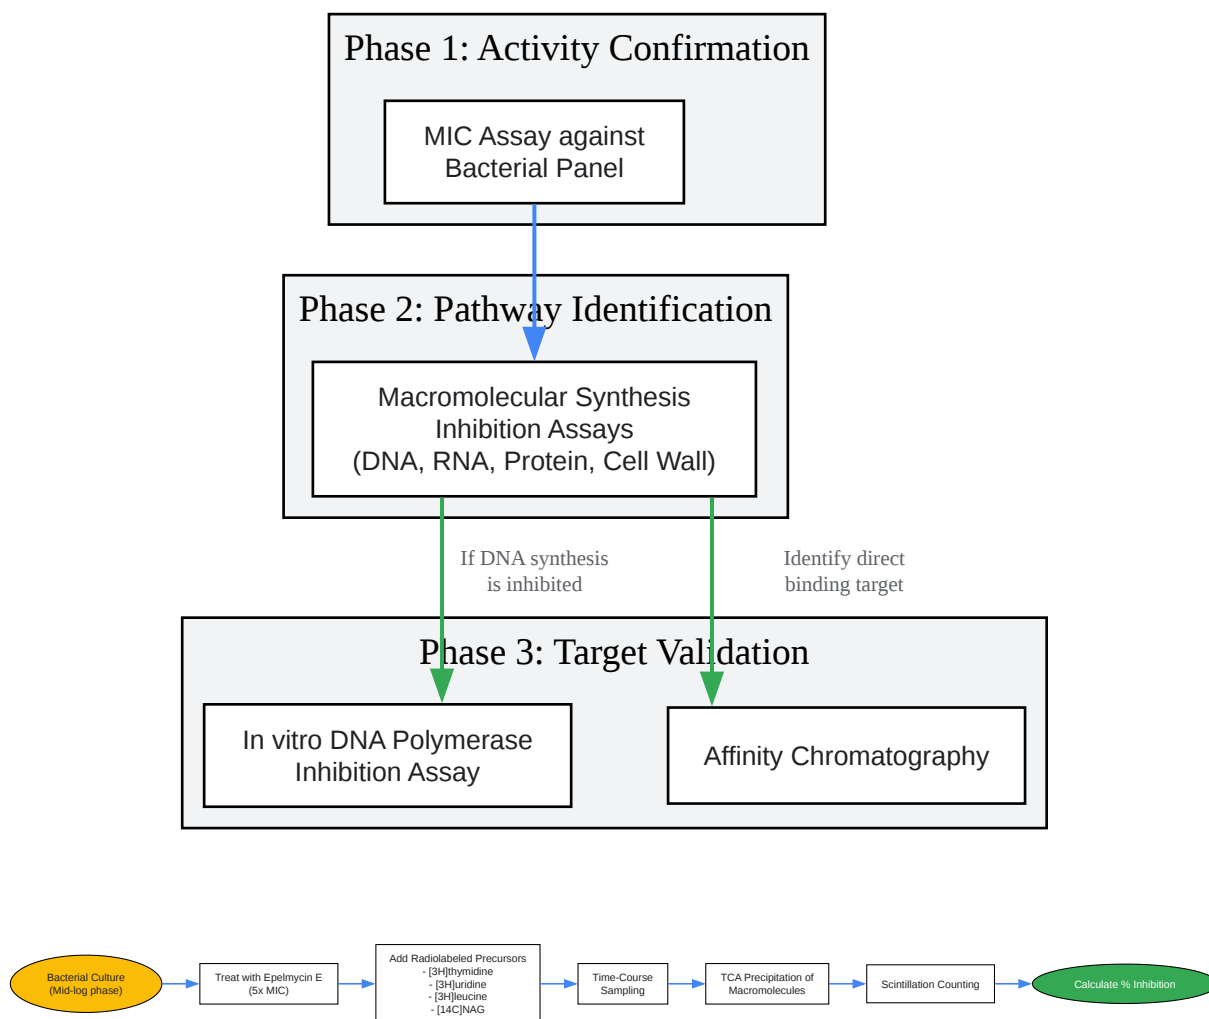 Phase 1: Activity Confirmation
MIC Assay against
Bacterial Panel
Phase 2: Pathway Identification
Macromolecular Synthesis
Inhibition Assays
(DNA, RNA, Protein, Cell Wall)
If DNA synthesis
is inhibited
Identify direct
binding target
Phase 3: Target Validation
In vitro DNA Polymerase
Inhibition Assay
Affinity Chromatography
Bacterial Culture
(Mid-log phase)
Treat with Epelmycin E
(5x MIC)
Add Radiolabeled Precursors
- [3H]thymidine
- [3H]uridine
- [3H]leucine
- [14C]NAG
Time-Course
Sampling
TCA Precipitation of
Macromolecules
Scintillation Counting
Calculate % Inhibition